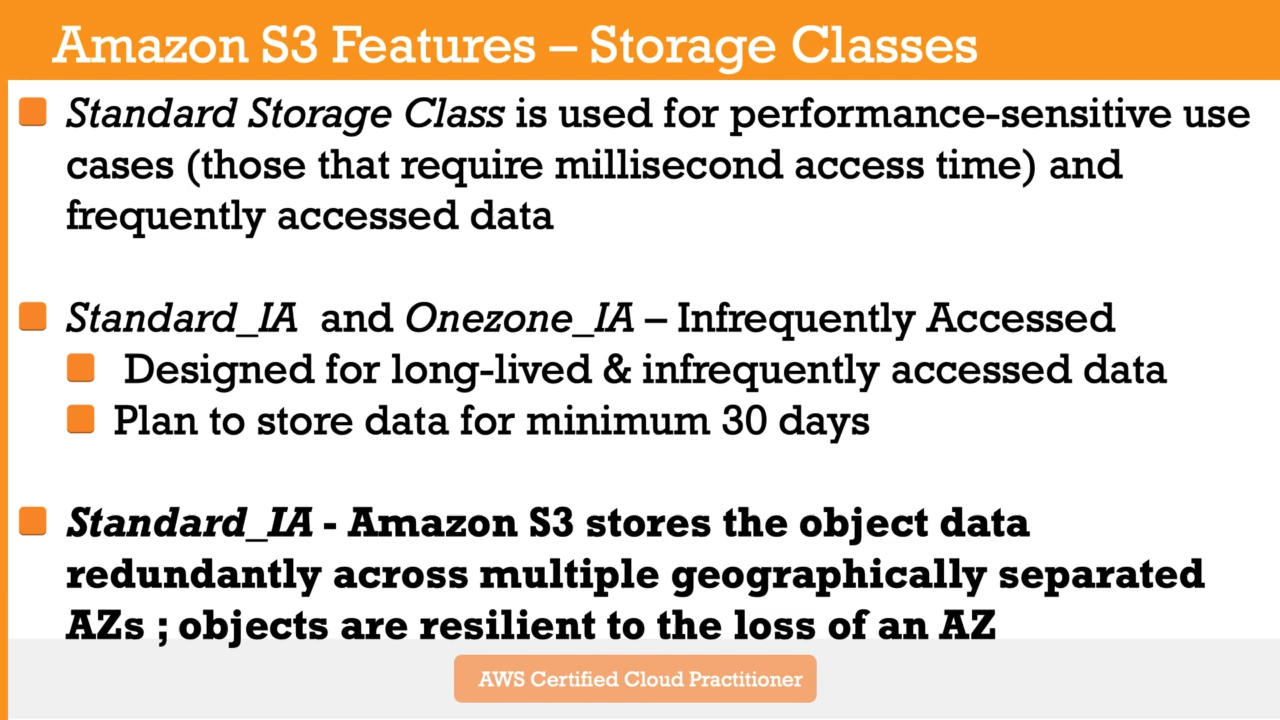 Amazon S3 Features – Storage Classes
Standard Storage Class is used for performance-sensitive use
cases (those that require millisecond access time) and
frequently accessed data
Standard_IA and Onezone_IA – Infrequently Accessed
Designed for long-lived & infrequently accessed data
Plan to store data for minimum 30 days
Standard_IA - Amazon S3 stores the object data
redundantly across multiple geographically separated
AZs ; objects are resilient to the loss of an AZ
AWS Certified Cloud Practitioner